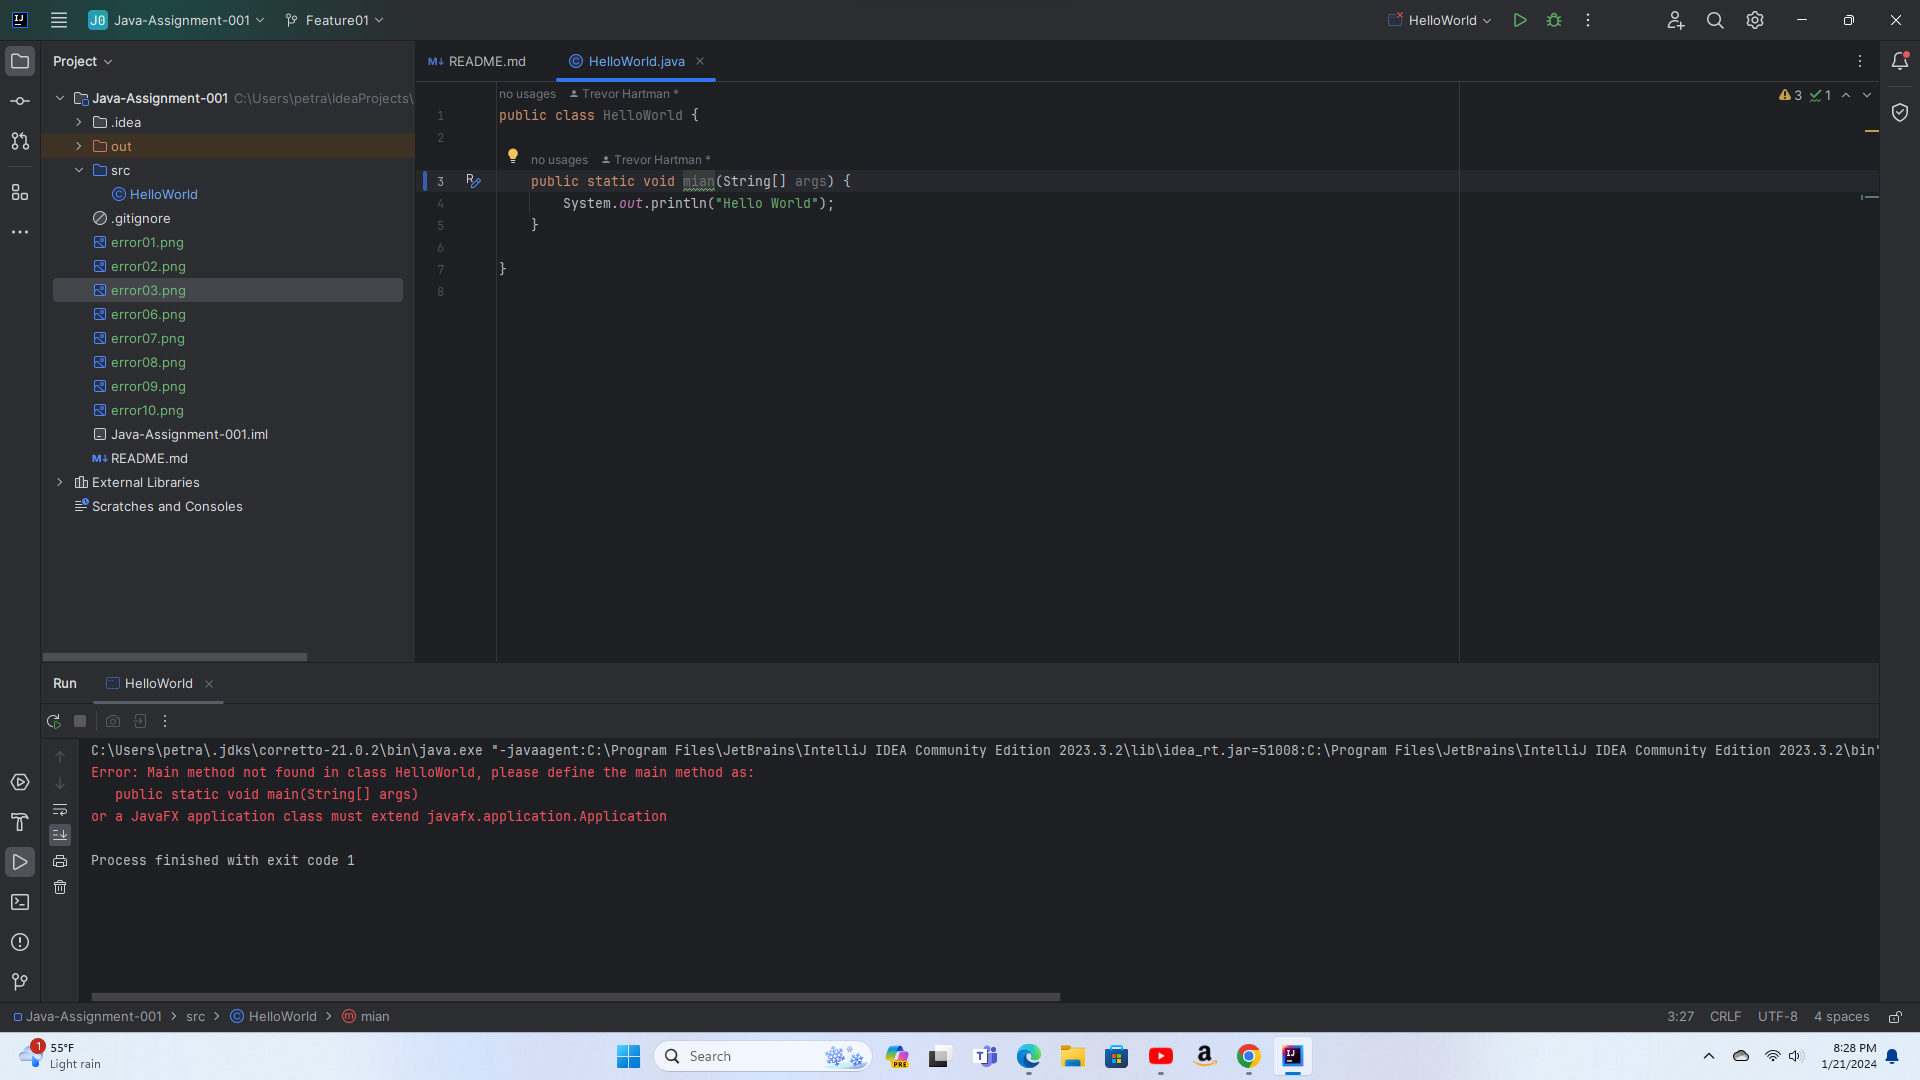 J0 Java-Assignment-001 Feature01 HelloWorld
Project
README.md HelloWorld.java
Java-Assignment-001 C:\Users\petra\IdeaProjects\
.idea
out
src
HelloWorld
.gitignore
error01.png
error02.png
error03.png
error06.png
error07.png
error08.png
error09.png
error10.png
Java-Assignment-001.iml
M↓ README.md
External Libraries
Scratches and Consoles
no usages Trevor Hartman *
3 1
1 public class HelloWorld {
2
no usages Trevor Hartman *
3 public static void mian(String[] args) {
4 System.out.println("Hello World");
5 }
6
7 }
8
Run HelloWorld
C:\Users\petra\.jdks\corretto-21.0.2\bin\java.exe "-javaagent:C:\Program Files\JetBrains\IntelliJ IDEA Community Edition 2023.3.2\lib\idea_rt.jar=51008:C:\Program Files\JetBrains\IntelliJ IDEA Community Edition 2023.3.2\bin"
Error: Main method not found in class HelloWorld, please define the main method as:
public static void main(String[] args)
or a JavaFX application class must extend javafx.application.Application
Process finished with exit code 1
Java-Assignment-001 > src > HelloWorld > mian
3:27 CRLF UTF-8 4 spaces
1 55°F
Light rain
Search
PRE
8:28 PM
1/21/2024